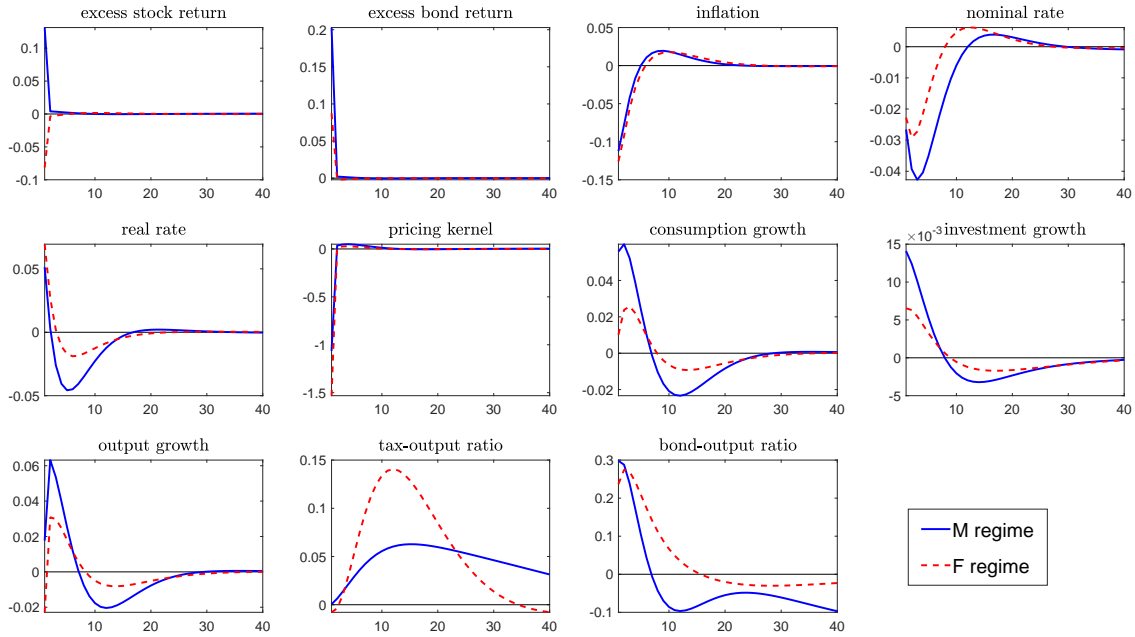 excess stock return
0.1
0.05
0
-0.05
-0.1
10 20 30 40
excess bond return
0.2
0.15
0.1
0.05
0
10 20 30 40
inflation
0.05
0
-0.05
-0.1
-0.15
10 20 30 40
nominal rate
0
-0.01
-0.02
-0.03
-0.04
10 20 30 40
real rate
0.05
0
-0.05
10 20 30 40
pricing kernel
0
-0.5
-1
-1.5
10 20 30 40
consumption growth
0.04
0.02
0
-0.02
10 20 30 40
investment growth
×10-3
15
10
5
0
-5
10 20 30 40
output growth
0.06
0.04
0.02
0
-0.02
10 20 30 40
tax-output ratio
0.15
0.1
0.05
0
10 20 30 40
bond-output ratio
0.3
0.2
0.1
0
-0.1
10 20 30 40
M regime
F regime